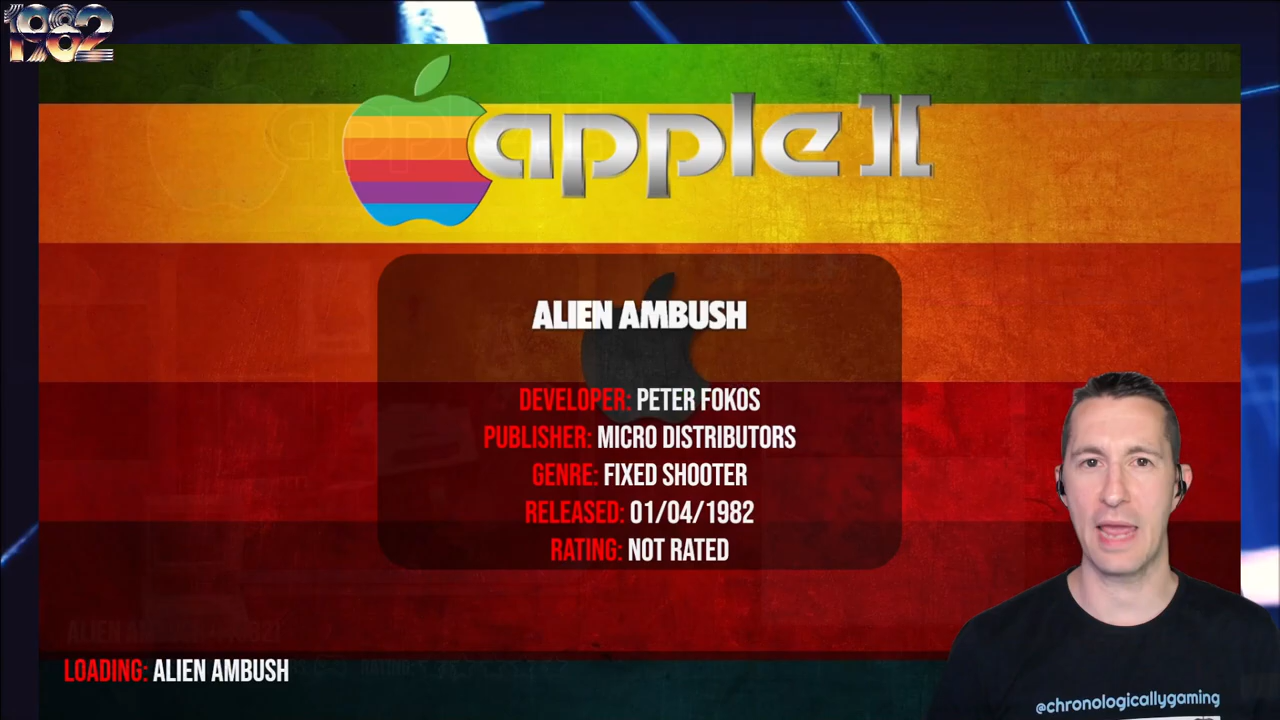 1982
1982
apple ][
ALIEN AMBUSH
DEVELOPER: PETER FOKOS
PUBLISHER: MICRO DISTRIBUTORS
GENRE: FIXED SHOOTER
RELEASED: 01/04/1982
RATING: NOT RATED
LOADING: ALIEN AMBUSH
@chronologicallygaming